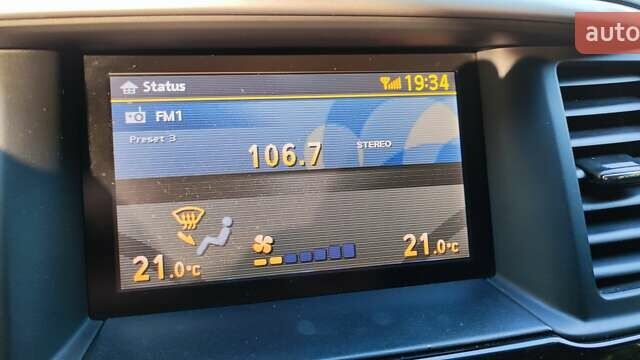 auto
Status
19:34
FM1
Preset 3
106.7
STEREO
21.0°C
21.0°C